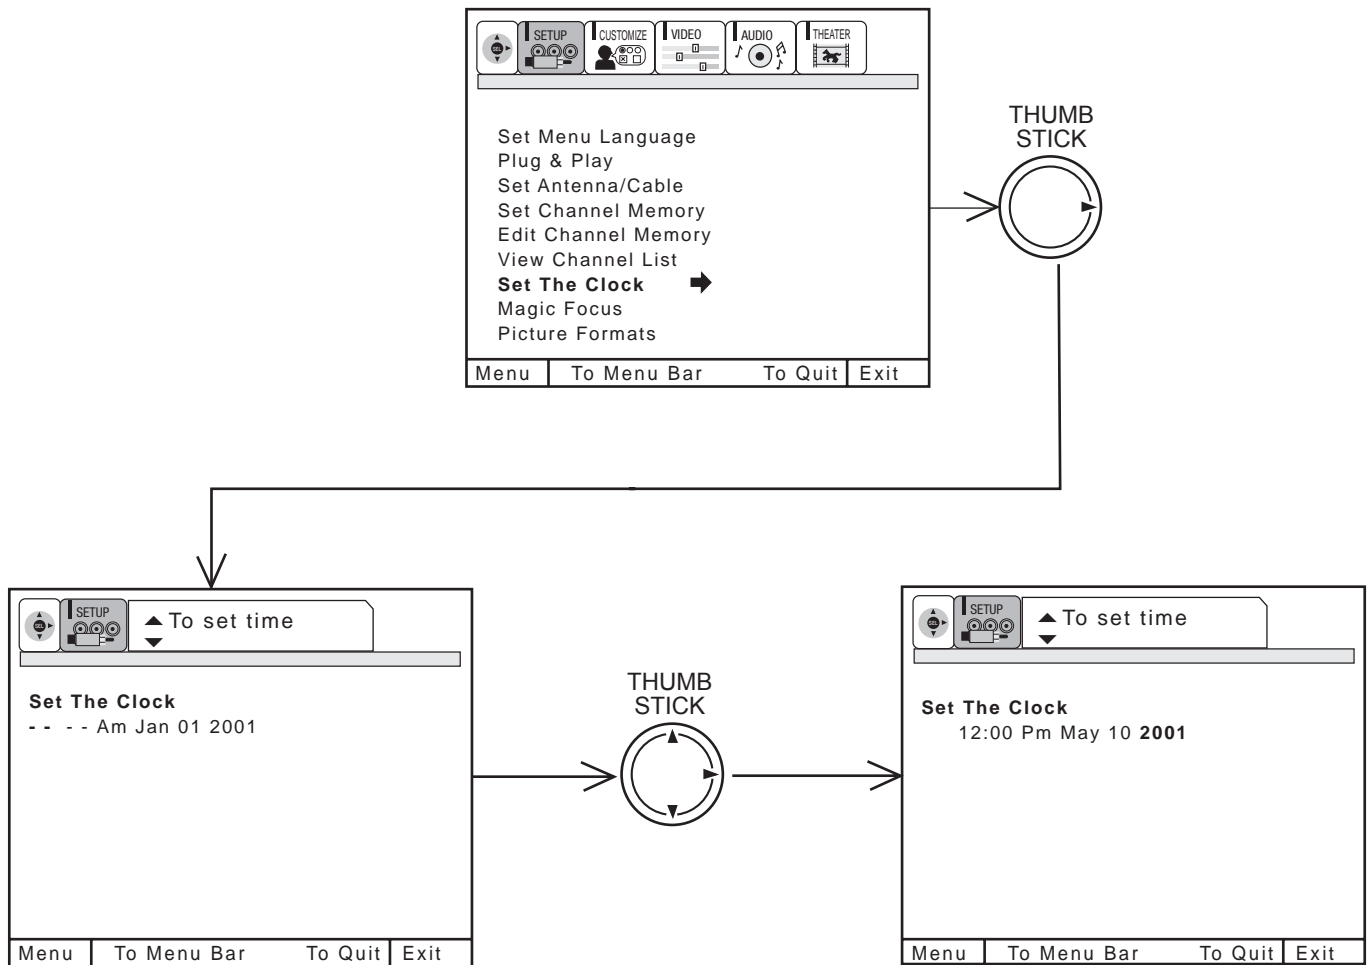 SETUP CUSTOMIZE VIDEO AUDIO THEATER
SEL
Set Menu Language
Plug & Play
Set Antenna/Cable
Set Channel Memory
Edit Channel Memory
View Channel List
Set The Clock
Magic Focus
Picture Formats
Menu To Menu Bar To Quit Exit
THUMB
STICK
SETUP
SEL
To set time
Set The Clock
- - - - Am Jan 01 2001
Menu To Menu Bar To Quit Exit
THUMB
STICK
SETUP
SEL
To set time
Set The Clock
12:00 Pm May 10 2001
Menu To Menu Bar To Quit Exit